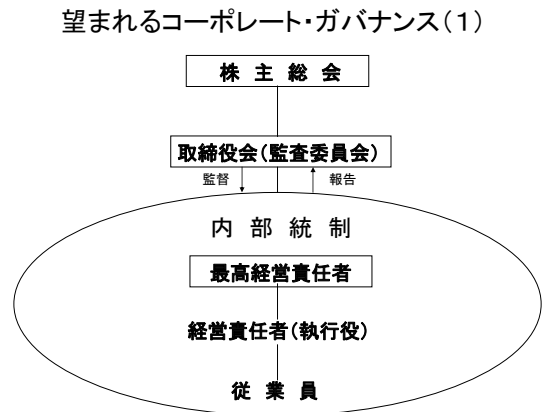 望まれるコーポレート・ガバナンス(1)
株 主 総 会
取締役会(監査委員会)
監督 報告
内 部 統 制
最高経営責任者
経営責任者(執行役)
従 業 員